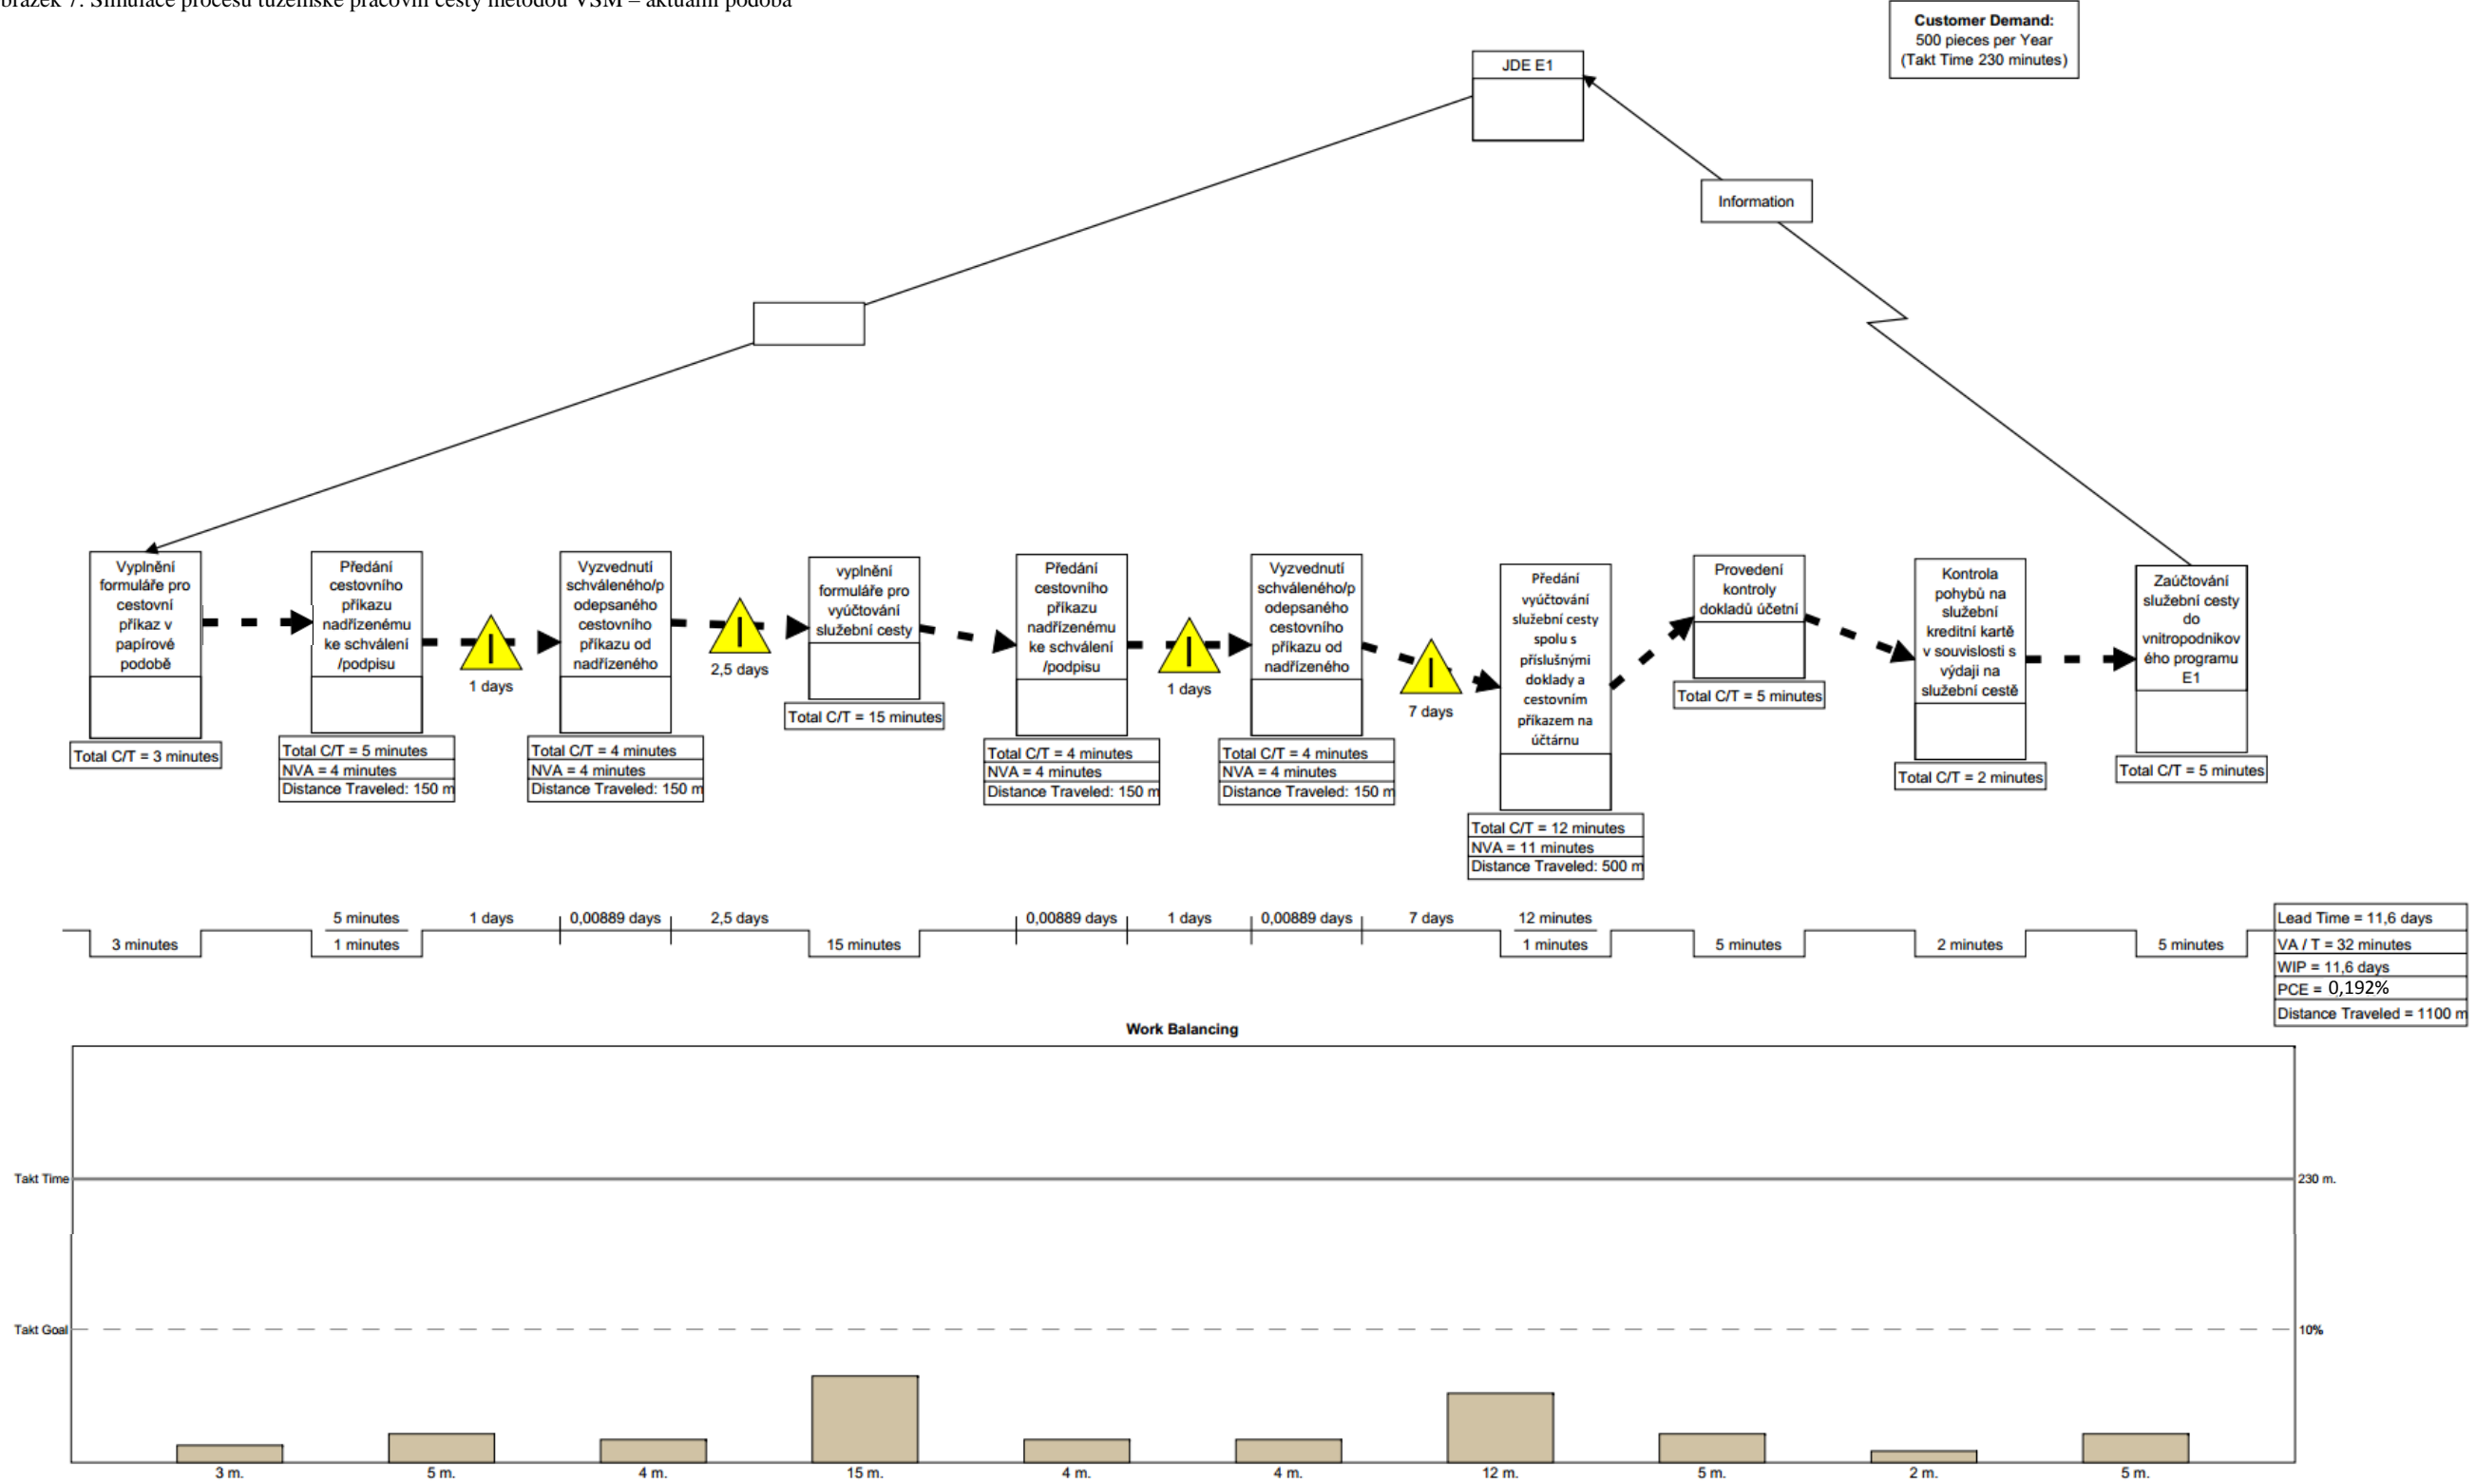 brázek 7: Simulace procesu tuzemské pracovní cesty metodou VSM – aktuální podoba
Customer Demand:
500 pieces per Year
(Takt Time 230 minutes)
JDE E1
Information
Vyplnění
formuláře pro
cestovní
příkaz v
papírové
podobě
Total C/T = 3 minutes
Předání
cestovního
příkazu
nadřízenému
ke schválení
/podpisu
Total C/T = 5 minutes
NVA = 4 minutes
Distance Traveled: 150 m
1 days
Vyzvednutí
schváleného/p
odepsaného
cestovního
příkazu od
nadřízeného
Total C/T = 4 minutes
NVA = 4 minutes
Distance Traveled: 150 m
2,5 days
vyplnění
formuláře pro
vyúčtování
služební cesty
Total C/T = 15 minutes
Předání
cestovního
příkazu
nadřízenému
ke schválení
/podpisu
Total C/T = 4 minutes
NVA = 4 minutes
Distance Traveled: 150 m
1 days
Vyzvednutí
schváleného/p
odepsaného
cestovního
příkazu od
nadřízeného
Total C/T = 4 minutes
NVA = 4 minutes
Distance Traveled: 150 m
7 days
Předání
vyúčtování
služební cesty
spolu s
příslušnými
doklady a
cestovním
příkazem na
účtárnu
Total C/T = 12 minutes
NVA = 11 minutes
Distance Traveled: 500 m
Provedení
kontroly
dokladů účetní
Total C/T = 5 minutes
Kontrola
pohybů na
služební
kreditní kartě
v souvislosti s
výdaji na
služební cestě
Total C/T = 2 minutes
Zaúčtování
služební cesty
do
vnitropodnikov
ého programu
E1
Total C/T = 5 minutes
3 minutes
5 minutes
1 minutes
1 days
0,00889 days
2,5 days
15 minutes
0,00889 days
1 days
0,00889 days
7 days
12 minutes
1 minutes
5 minutes
2 minutes
5 minutes
Lead Time = 11,6 days
VA / T = 32 minutes
WIP = 11,6 days
PCE = 0,192%
Distance Traveled = 1100 m
Work Balancing
Takt Time
230 m.
Takt Goal
10%
3 m.
5 m.
4 m.
15 m.
4 m.
4 m.
12 m.
5 m.
2 m.
5 m.